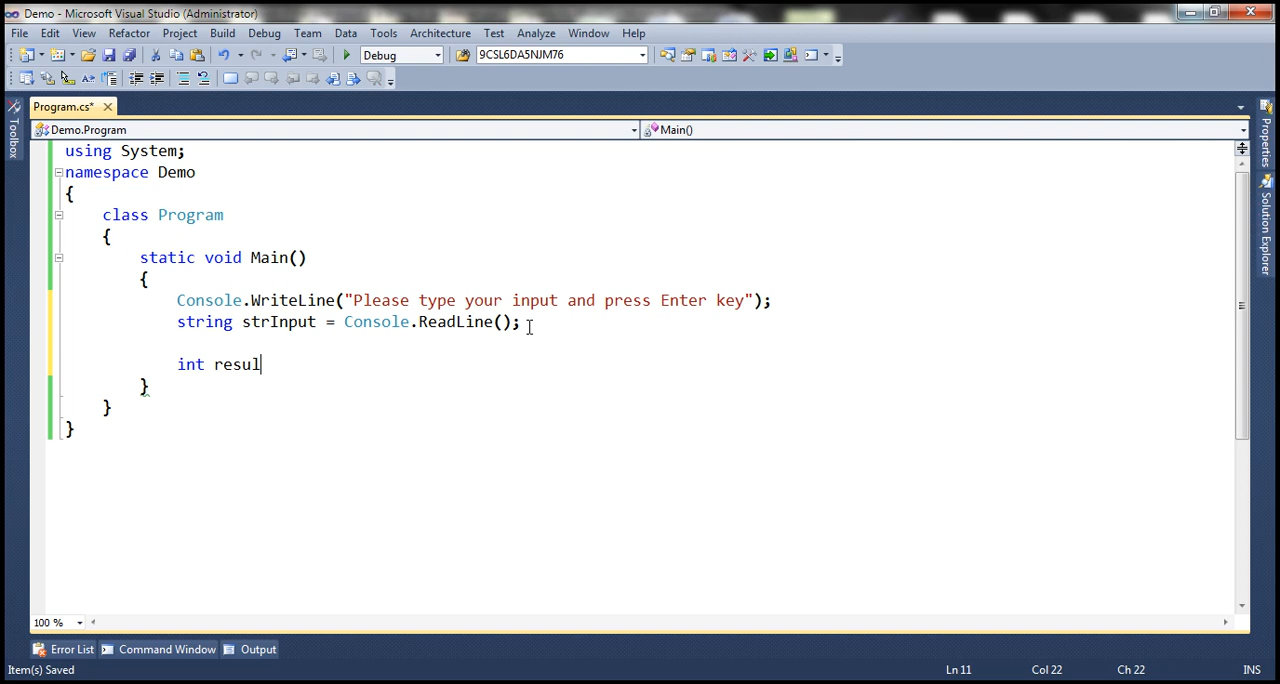 Demo - Microsoft Visual Studio (Administrator)
File Edit View Refactor Project Build Debug Team Data Tools Architecture Test Analyze Window Help
Debug 9CSL6DA5NJM76
Program.cs* ×
Toolbox
Properties
Solution Explorer
Demo.Program Main()
using System;
namespace Demo
{
class Program
{
static void Main()
{
Console.WriteLine("Please type your input and press Enter key");
string strInput = Console.ReadLine();
int resul
}
}
}
100 %
Error List Command Window Output
Item(s) Saved Ln 11 Col 22 Ch 22 INS